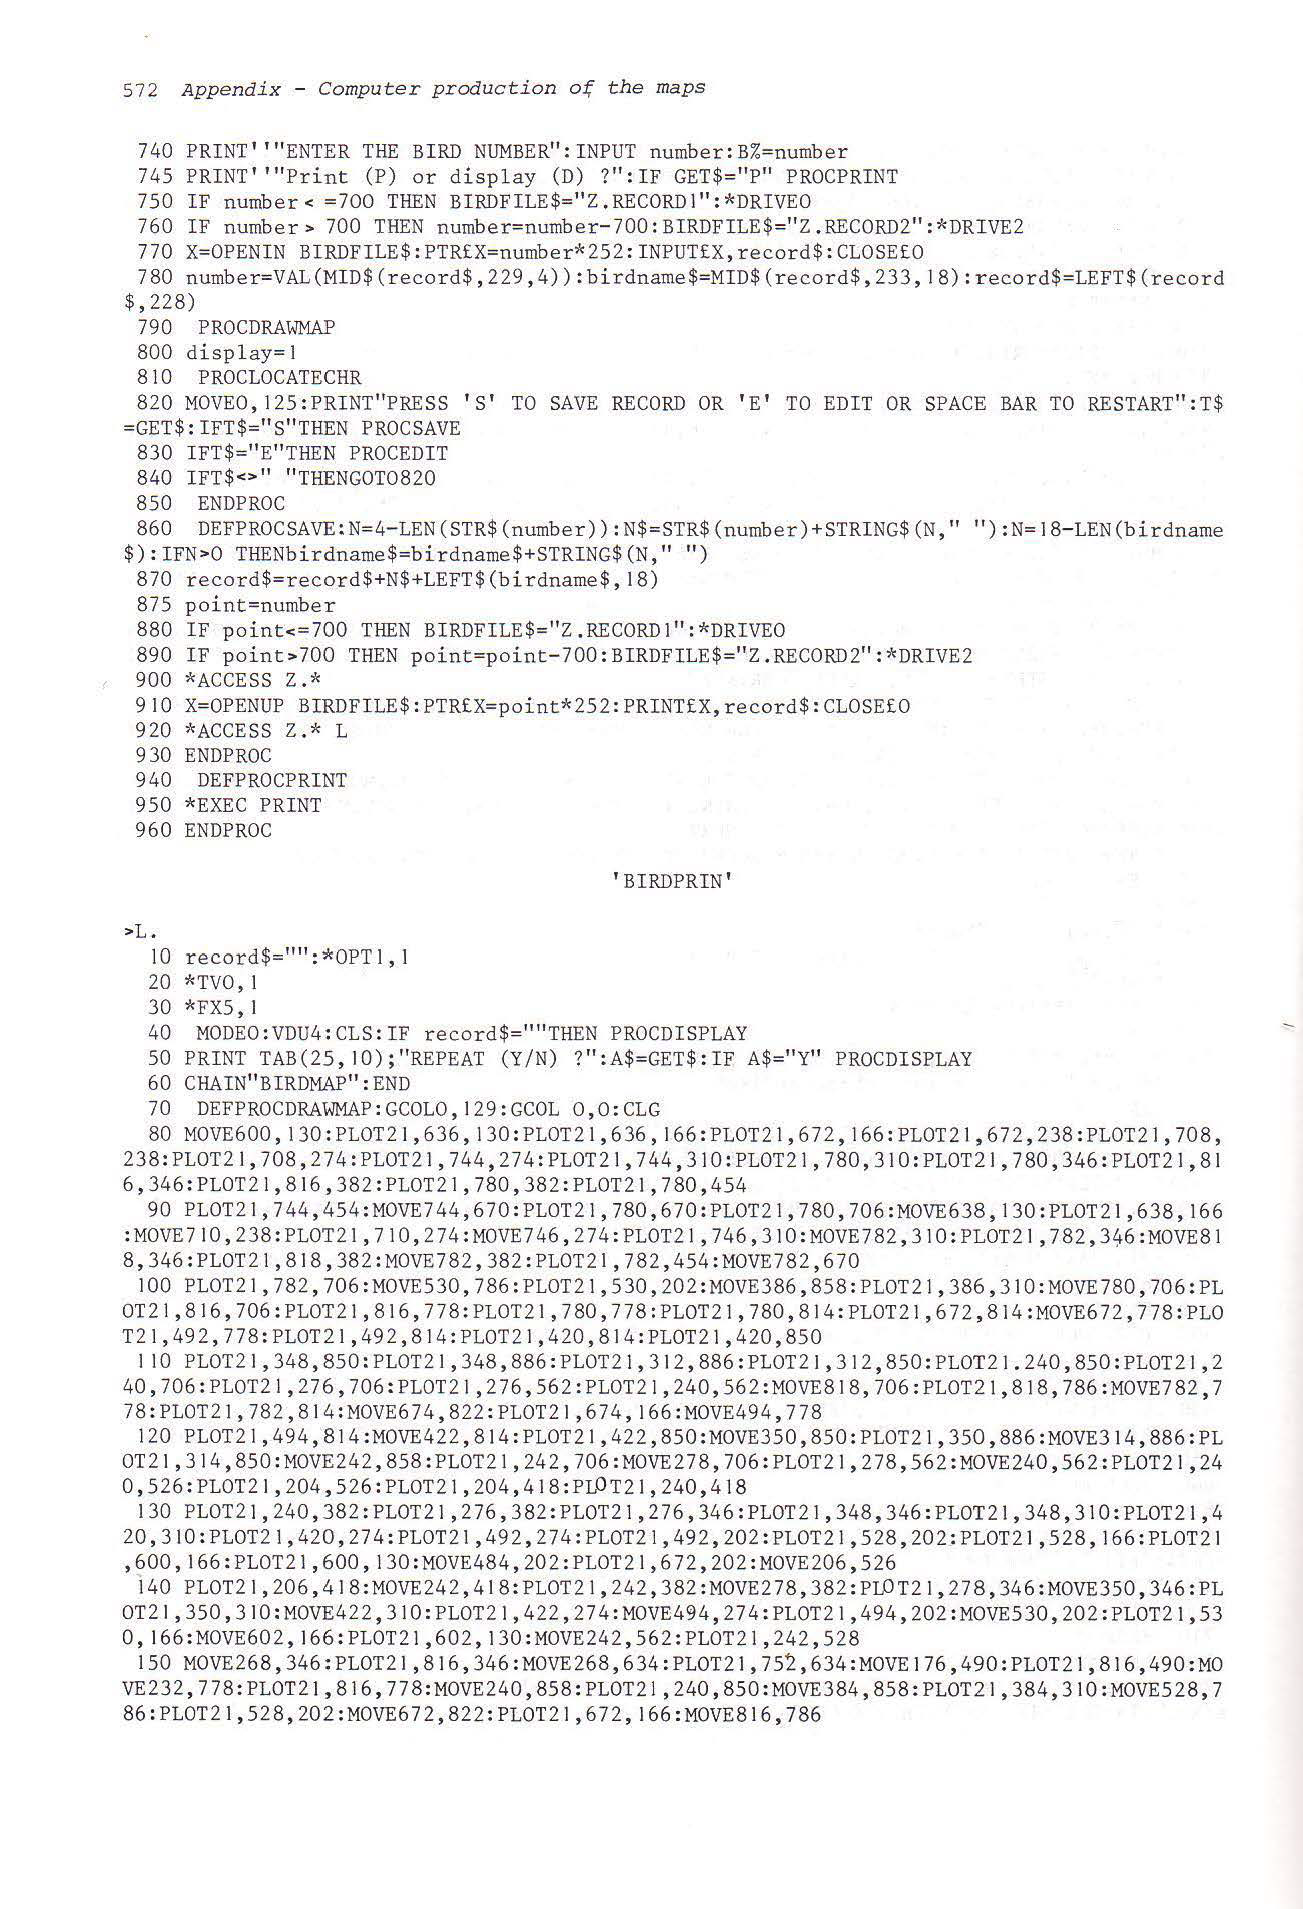 572 Appendix - Computer production of the maps
740 PRINT''"ENTER THE BIRD NUMBER":INPUT number:B%=number
745 PRINT''"Print (P) or display (D) ?":IF GET$="P" PROCPRINT
750 IF number< =700 THEN BIRDFILE$="Z.RECORD1":*DRIVE0
760 IF number> 700 THEN number=number-700:BIRDFILE$="Z.RECORD2":*DRIVE2
770 X=OPENIN BIRDFILE$:PTR£X=number*252:INPUT£X,record$:CLOSE£0
780 number=VAL(MID$(record$,229,4)):birdname$=MID$(record$,233,18):record$=LEFT$(record
$,228)
790 PROCDRAWMAP
800 display=1
810 PROCLOCATECHR
820 MOVE0,125:PRINT"PRESS 'S' TO SAVE RECORD OR 'E' TO EDIT OR SPACE BAR TO RESTART":T$
=GET$:IFT$="S"THEN PROCSAVE
830 IFT$="E"THEN PROCEDIT
840 IFT$<>" "THENGOTO820
850 ENDPROC
860 DEFPROCSAVE:N=4-LEN(STR$(number)):N$=STR$(number)+STRING$(N," "):N=18-LEN(birdname
$):IFN>0 THENbirdname$=birdname$+STRING$(N," ")
870 record$=record$+N$+LEFT$(birdname$,18)
875 point=number
880 IF point<=700 THEN BIRDFILE$="Z.RECORD1":*DRIVE0
890 IF point>700 THEN point=point-700:BIRDFILE$="Z.RECORD2":*DRIVE2
900 *ACCESS Z.*
910 X=OPENUP BIRDFILE$:PTR£X=point*252:PRINT£X,record$:CLOSE£0
920 *ACCESS Z.* L
930 ENDPROC
940 DEFPROCPRINT
950 *EXEC PRINT
960 ENDPROC
'BIRDPRIN'
>L.
10 record$="":*OPT1,1
20 *TV0,1
30 *FX5,1
40 MODE0:VDU4:CLS:IF record$=""THEN PROCDISPLAY
50 PRINT TAB(25,10);"REPEAT (Y/N) ?":A$=GET$:IF A$="Y" PROCDISPLAY
60 CHAIN"BIRDMAP":END
70 DEFPROCDRAWMAP:GCOL0,129:GCOL 0,0:CLG
80 MOVE600,130:PLOT21,636,130:PLOT21,636,166:PLOT21,672,166:PLOT21,672,238:PLOT21,708,
238:PLOT21,708,274:PLOT21,744,274:PLOT21,744,310:PLOT21,780,310:PLOT21,780,346:PLOT21,81
6,346:PLOT21,816,382:PLOT21,780,382:PLOT21,780,454
90 PLOT21,744,454:MOVE744,670:PLOT21,780,670:PLOT21,780,706:MOVE638,130:PLOT21,638,166
:MOVE710,238:PLOT21,710,274:MOVE746,274:PLOT21,746,310:MOVE782,310:PLOT21,782,346:MOVE81
8,346:PLOT21,818,382:MOVE782,382:PLOT21,782,454:MOVE782,670
100 PLOT21,782,706:MOVE530,786:PLOT21,530,202:MOVE386,858:PLOT21,386,310:MOVE780,706:PL
OT21,816,706:PLOT21,816,778:PLOT21,780,778:PLOT21,780,814:PLOT21,672,814:MOVE672,778:PLO
T21,492,778:PLOT21,492,814:PLOT21,420,814:PLOT21,420,850
110 PLOT21,348,850:PLOT21,348,886:PLOT21,312,886:PLOT21,312,850:PLOT21.240,850:PLOT21,2
40,706:PLOT21,276,706:PLOT21,276,562:PLOT21,240,562:MOVE818,706:PLOT21,818,786:MOVE782,7
78:PLOT21,782,814:MOVE674,822:PLOT21,674,166:MOVE494,778
120 PLOT21,494,814:MOVE422,814:PLOT21,422,850:MOVE350,850:PLOT21,350,886:MOVE314,886:PL
OT21,314,850:MOVE242,858:PLOT21,242,706:MOVE278,706:PLOT21,278,562:MOVE240,562:PLOT21,24
0,526:PLOT21,204,526:PLOT21,204,418:PLOT21,240,418
130 PLOT21,240,382:PLOT21,276,382:PLOT21,276,346:PLOT21,348,346:PLOT21,348,310:PLOT21,4
20,310:PLOT21,420,274:PLOT21,492,274:PLOT21,492,202:PLOT21,528,202:PLOT21,528,166:PLOT21
,600,166:PLOT21,600,130:MOVE484,202:PLOT21,672,202:MOVE206,526
140 PLOT21,206,418:MOVE242,418:PLOT21,242,382:MOVE278,382:PLOT21,278,346:MOVE350,346:PL
OT21,350,310:MOVE422,310:PLOT21,422,274:MOVE494,274:PLOT21,494,202:MOVE530,202:PLOT21,53
0,166:MOVE602,166:PLOT21,602,130:MOVE242,562:PLOT21,242,528
150 MOVE268,346:PLOT21,816,346:MOVE268,634:PLOT21,752,634:MOVE176,490:PLOT21,816,490:MO
VE232,778:PLOT21,816,778:MOVE240,858:PLOT21,240,850:MOVE384,858:PLOT21,384,310:MOVE528,7
86:PLOT21,528,202:MOVE672,822:PLOT21,672,166:MOVE816,786